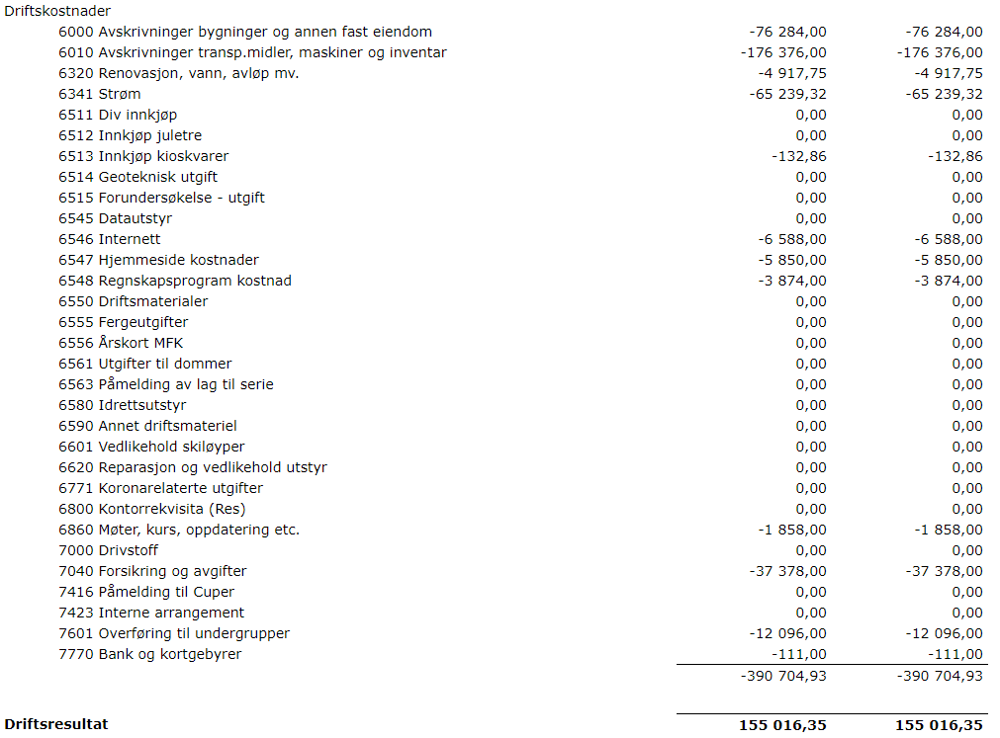 Driftskostnader
6000 Avskrivninger bygninger og annen fast eiendom -76 284,00 -76 284,00
6010 Avskrivninger transp.midler, maskiner og inventar -176 376,00 -176 376,00
6320 Renovasjon, vann, avløp mv. -4 917,75 -4 917,75
6341 Strøm -65 239,32 -65 239,32
6511 Div innkjøp 0,00 0,00
6512 Innkjøp juletre 0,00 0,00
6513 Innkjøp kioskvarer -132,86 -132,86
6514 Geoteknisk utgift 0,00 0,00
6515 Forundersøkelse - utgift 0,00 0,00
6545 Datautstyr 0,00 0,00
6546 Internett -6 588,00 -6 588,00
6547 Hjemmeside kostnader -5 850,00 -5 850,00
6548 Regnskapsprogram kostnad -3 874,00 -3 874,00
6550 Driftsmaterialer 0,00 0,00
6555 Fergeutgifter 0,00 0,00
6556 Årskort MFK 0,00 0,00
6561 Utgifter til dommer 0,00 0,00
6563 Påmelding av lag til serie 0,00 0,00
6580 Idrettsutstyr 0,00 0,00
6590 Annet driftsmateriel 0,00 0,00
6601 Vedlikehold skiløyper 0,00 0,00
6620 Reparasjon og vedlikehold utstyr 0,00 0,00
6771 Koronarelaterte utgifter 0,00 0,00
6800 Kontorrekvisita (Res) 0,00 0,00
6860 Møter, kurs, oppdatering etc. -1 858,00 -1 858,00
7000 Drivstoff 0,00 0,00
7040 Forsikring og avgifter -37 378,00 -37 378,00
7416 Påmelding til Cuper 0,00 0,00
7423 Interne arrangement 0,00 0,00
7601 Overføring til undergrupper -12 096,00 -12 096,00
7770 Bank og kortgebyrer -111,00 -111,00
-390 704,93 -390 704,93
Driftsresultat 155 016,35 155 016,35